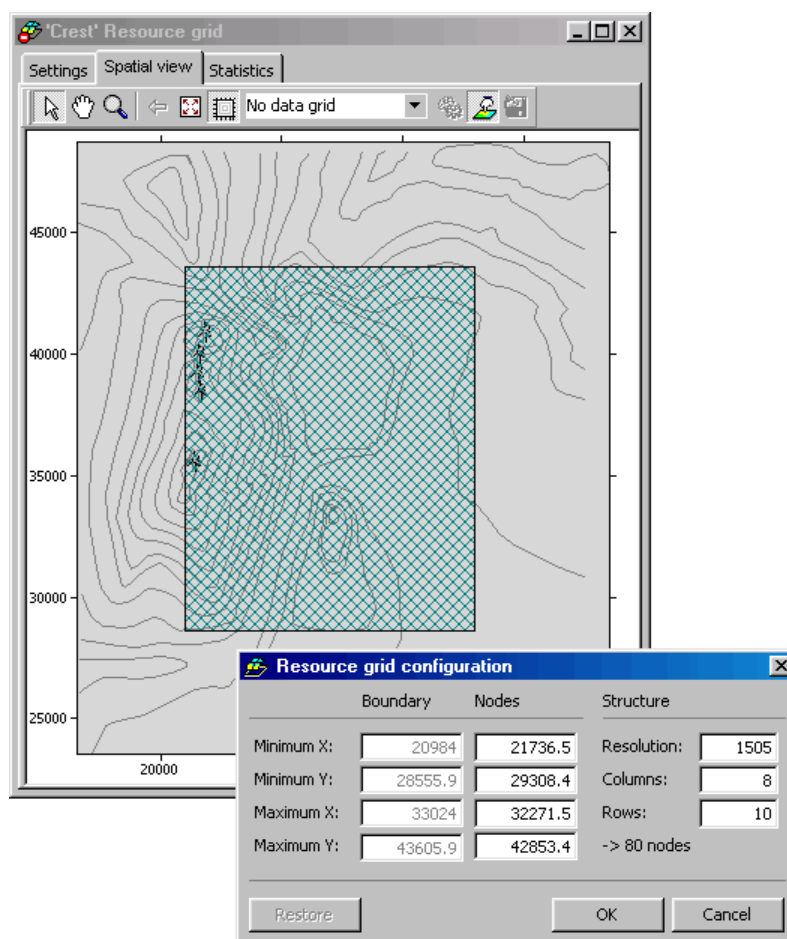 'Crest' Resource grid
Settings Spatial view Statistics
No data grid
45000
40000
35000
30000
25000
20000
Resource grid configuration
Boundary Nodes Structure
Minimum X: 20984 21736.5 Resolution: 1505
Minimum Y: 28555.9 29308.4 Columns: 8
Maximum X: 33024 32271.5 Rows: 10
Maximum Y: 43605.9 42853.4 -> 80 nodes
Restore OK Cancel